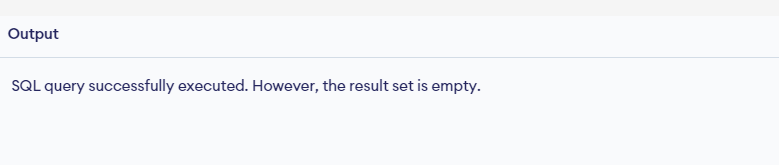 Output
SQL query successfully executed. However, the result set is empty.